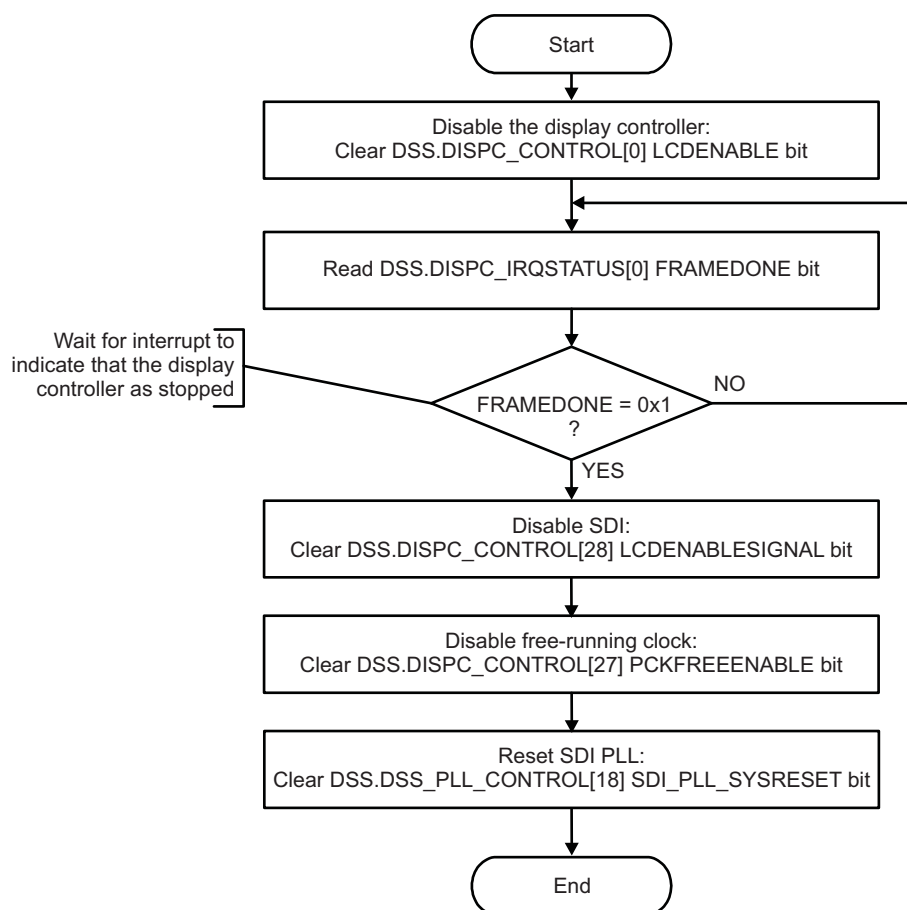 Start
Disable the display controller:
Clear DSS.DISPC_CONTROL[0] LCDENABLE bit
Read DSS.DISPC_IRQSTATUS[0] FRAMEDONE bit
Wait for interrupt to
indicate that the display
controller as stopped
FRAMEDONE = 0x1
?
NO
YES
Disable SDI:
Clear DSS.DISPC_CONTROL[28] LCDENABLESIGNAL bit
Disable free-running clock:
Clear DSS.DISPC_CONTROL[27] PCKFREEENABLE bit
Reset SDI PLL:
Clear DSS.DSS_PLL_CONTROL[18] SDI_PLL_SYSRESET bit
End